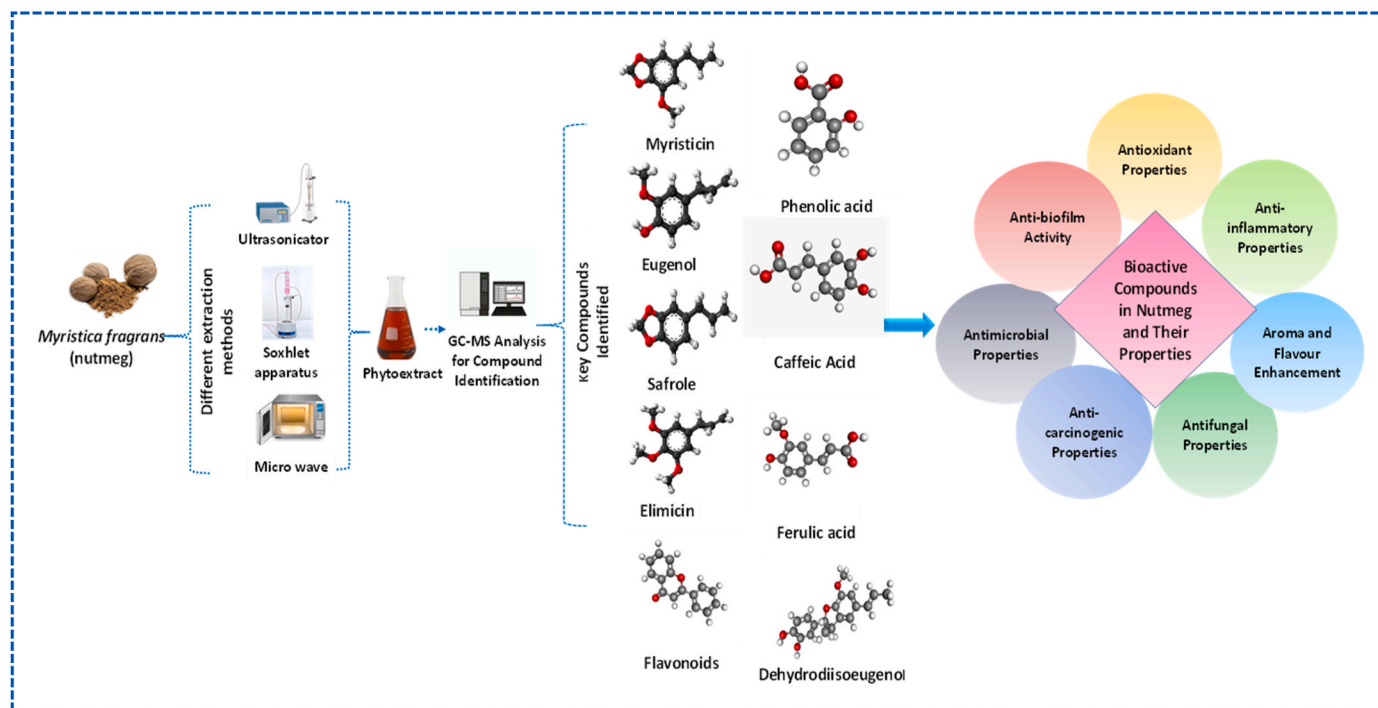 Myristica fragrans
(nutmeg)
Different extraction
methods
Ultrasonicator
Soxhlet
apparatus
Micro wave
Phytoextract
GC-MS Analysis
for Compound
Identification
Key Compounds
Identified
Myristicin
Eugenol
Safrole
Elimicin
Flavonoids
Phenolic acid
Caffeic Acid
Ferulic acid
Dehydrodiisoeugenol
Bioactive
Compounds
in Nutmeg
and Their
Properties
Antioxidant
Properties
Anti-
inflammatory
Properties
Aroma and
Flavour
Enhancement
Antifungal
Properties
Anti-
carcinogenic
Properties
Antimicrobial
Properties
Anti-biofilm
Activity